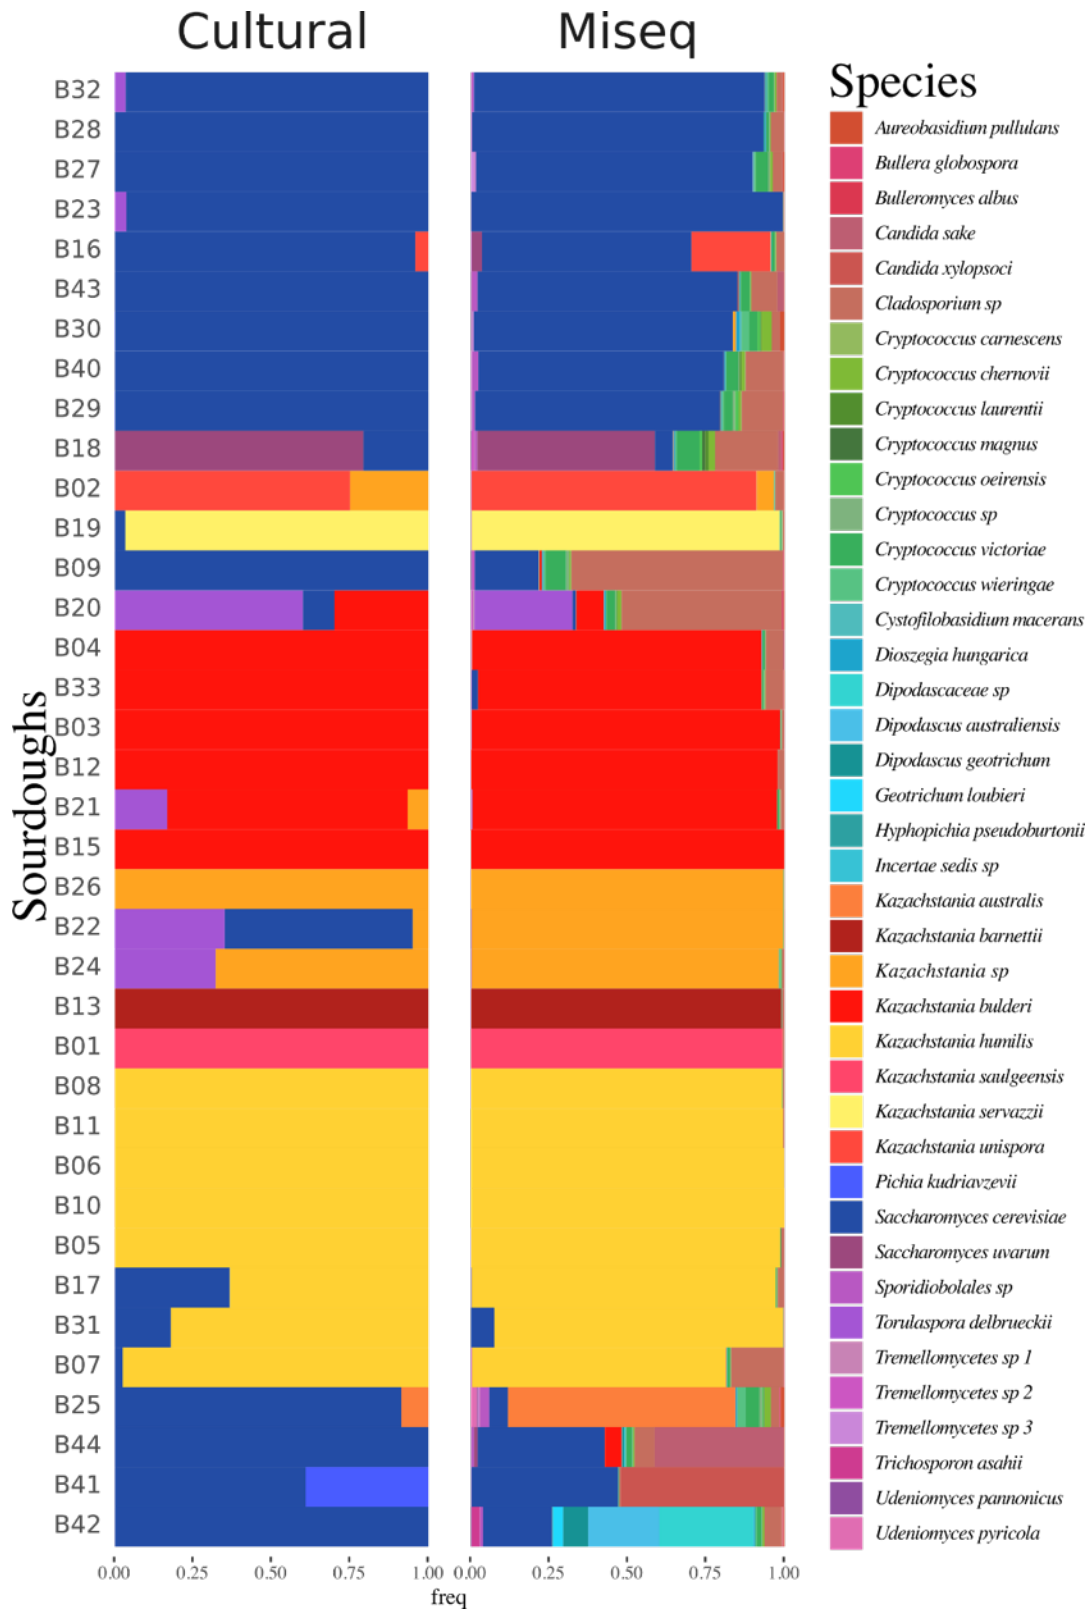 Cultural
Miseq
Species
Sourdoughs
B32
B28
B27
B23
B16
B43
B30
B40
B29
B18
B02
B19
B09
B20
B04
B33
B03
B12
B21
B15
B26
B22
B24
B13
B01
B08
B11
B06
B10
B05
B17
B31
B07
B25
B44
B41
B42
0.00 0.25 0.50 0.75 1.00
0.00 0.25 0.50 0.75 1.00
freq
Aureobasidium pullulans
Bullera globospora
Bulleromyces albus
Candida sake
Candida xylopsoci
Cladosporium sp
Cryptococcus carnescens
Cryptococcus chernovii
Cryptococcus laurentii
Cryptococcus magnus
Cryptococcus oeirensis
Cryptococcus sp
Cryptococcus victoriae
Cryptococcus wieringae
Cystofilobasidium macerans
Dioszegia hungarica
Dipodascaceae sp
Dipodascus australiensis
Dipodascus geotrichum
Geotrichum loubieri
Hyphopichia pseudoburtonii
Incertae sedis sp
Kazachstania australis
Kazachstania barnettii
Kazachstania sp
Kazachstania bulderi
Kazachstania humilis
Kazachstania saulgeensis
Kazachstania servazzii
Kazachstania unispora
Pichia kudriavzevii
Saccharomyces cerevisiae
Saccharomyces uvarum
Sporidiobolales sp
Torulaspora delbrueckii
Tremellomycetes sp 1
Tremellomycetes sp 2
Tremellomycetes sp 3
Trichosporon asahii
Udeniomyces pannonicus
Udeniomyces pyricola